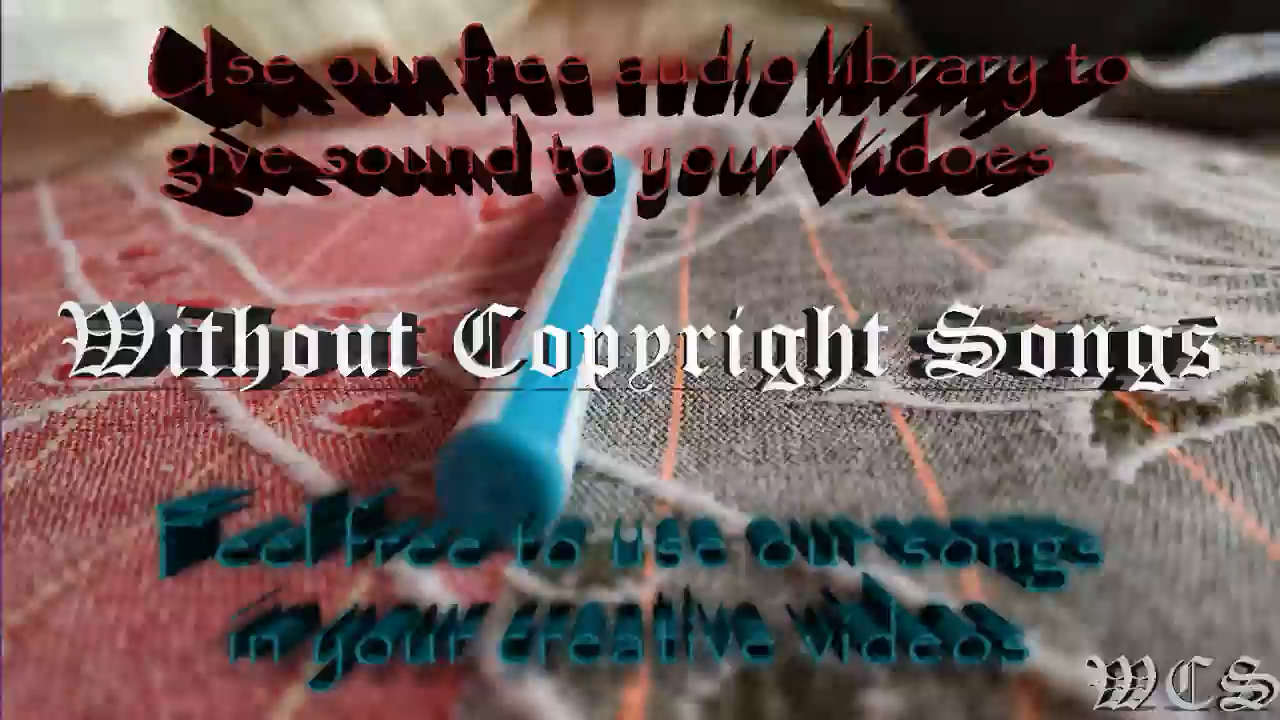 Use our free audio library to
give sound to your Vidoes
Without Copyright Songs
Feel free to use our songs
in your creative videos
WCS